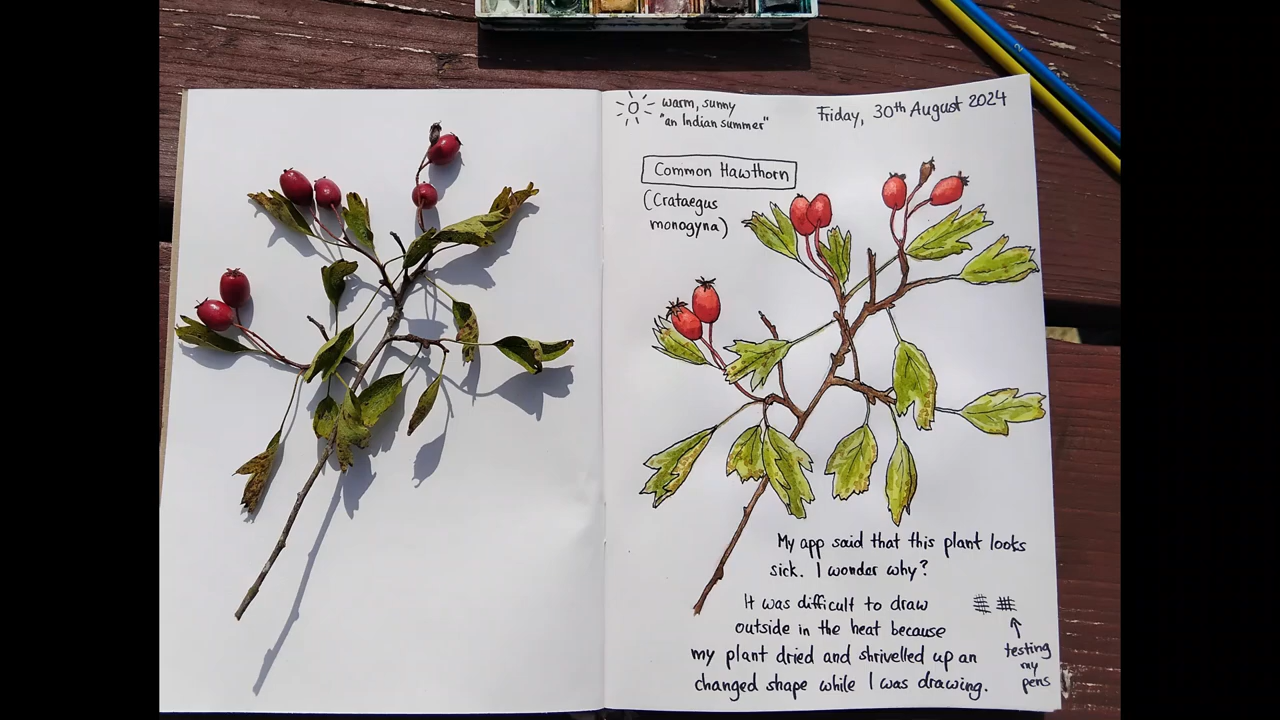 warm, sunny
"an Indian summer"
Friday, 30th August 2024
Common Hawthorn
(Crataegus
monogyna)
My app said that this plant looks
sick. I wonder why?
It was difficult to draw
outside in the heat because
my plant dried and shrivelled up an
changed shape while I was drawing.
testing
my
pens
2